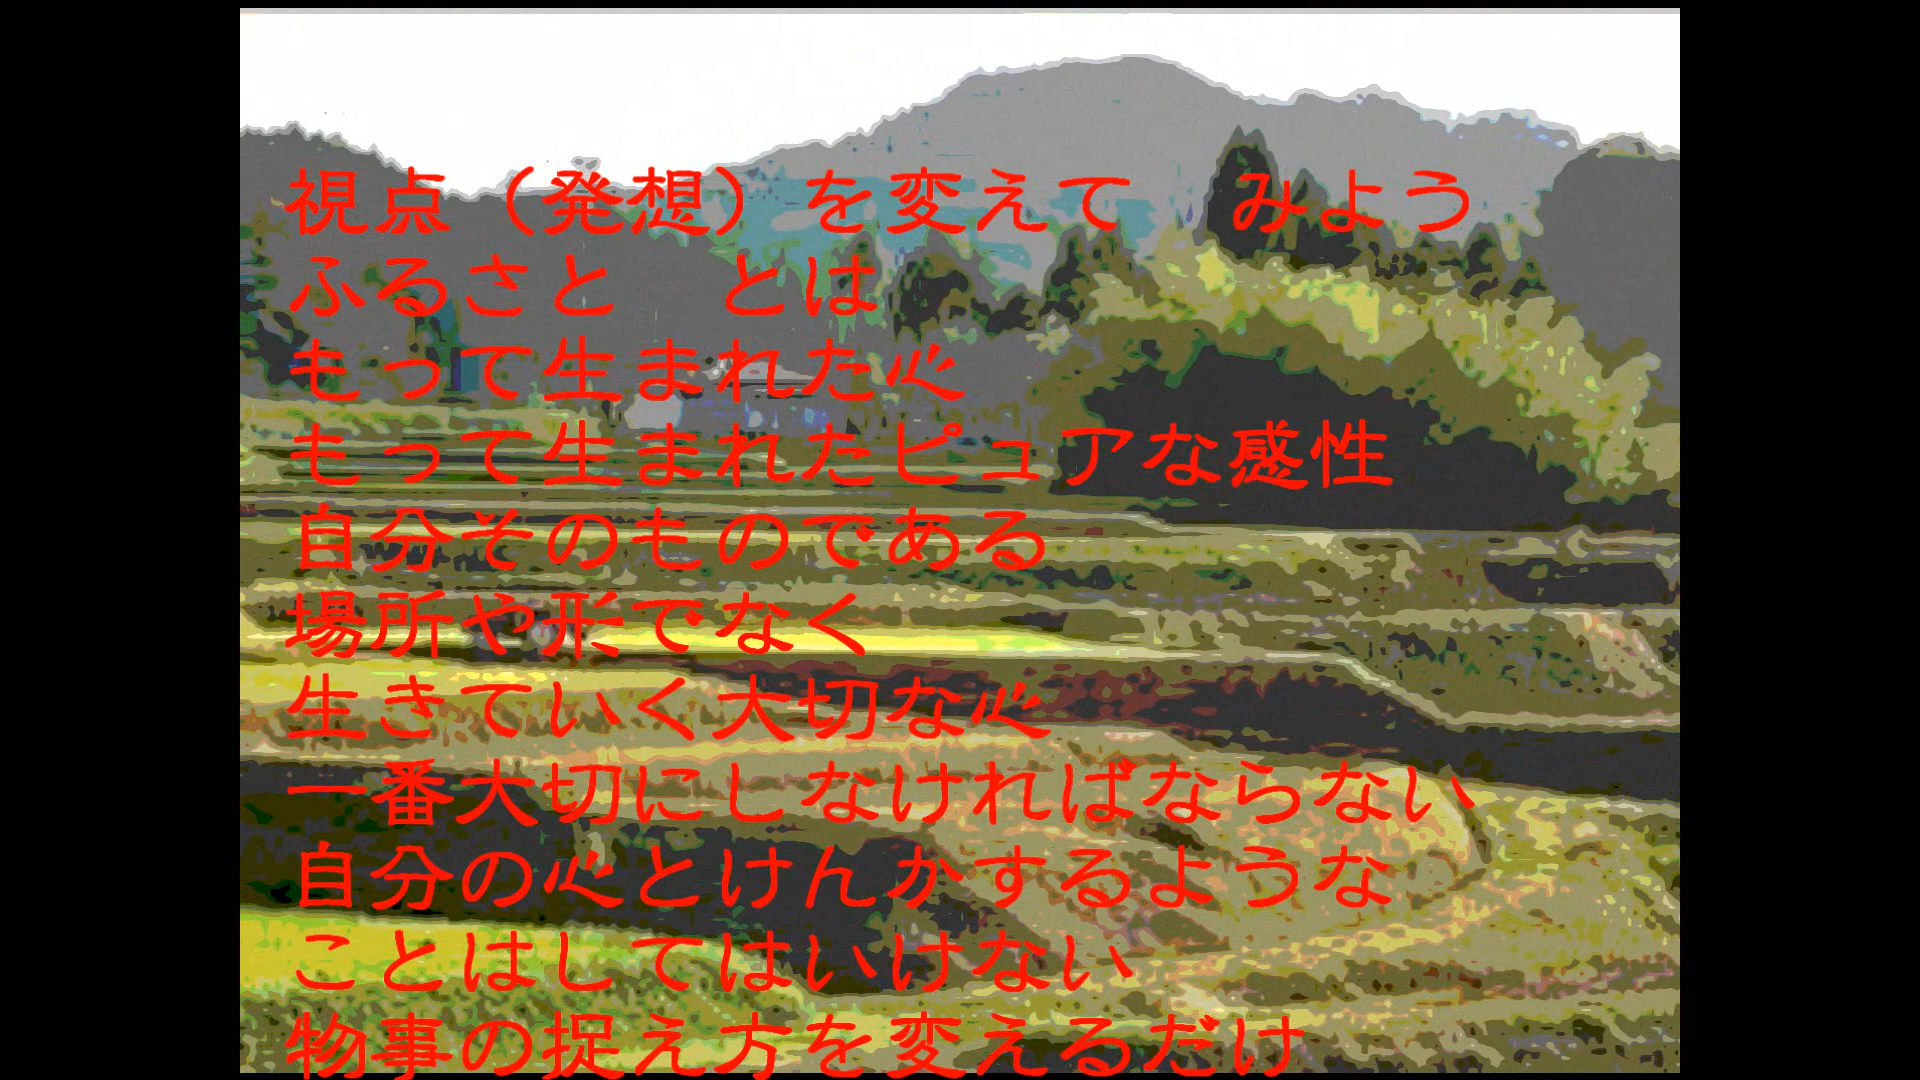 視点（発想）を変えて　みよう
ふるさと　とは
もって生まれた心
もって生まれたピュアな感性
自分そのものである
場所や形でなく
生きていく大切な心
一番大切にしなければならない
自分の心とけんかするような
ことはしてはいけない
物事の捉え方を変えるだけ